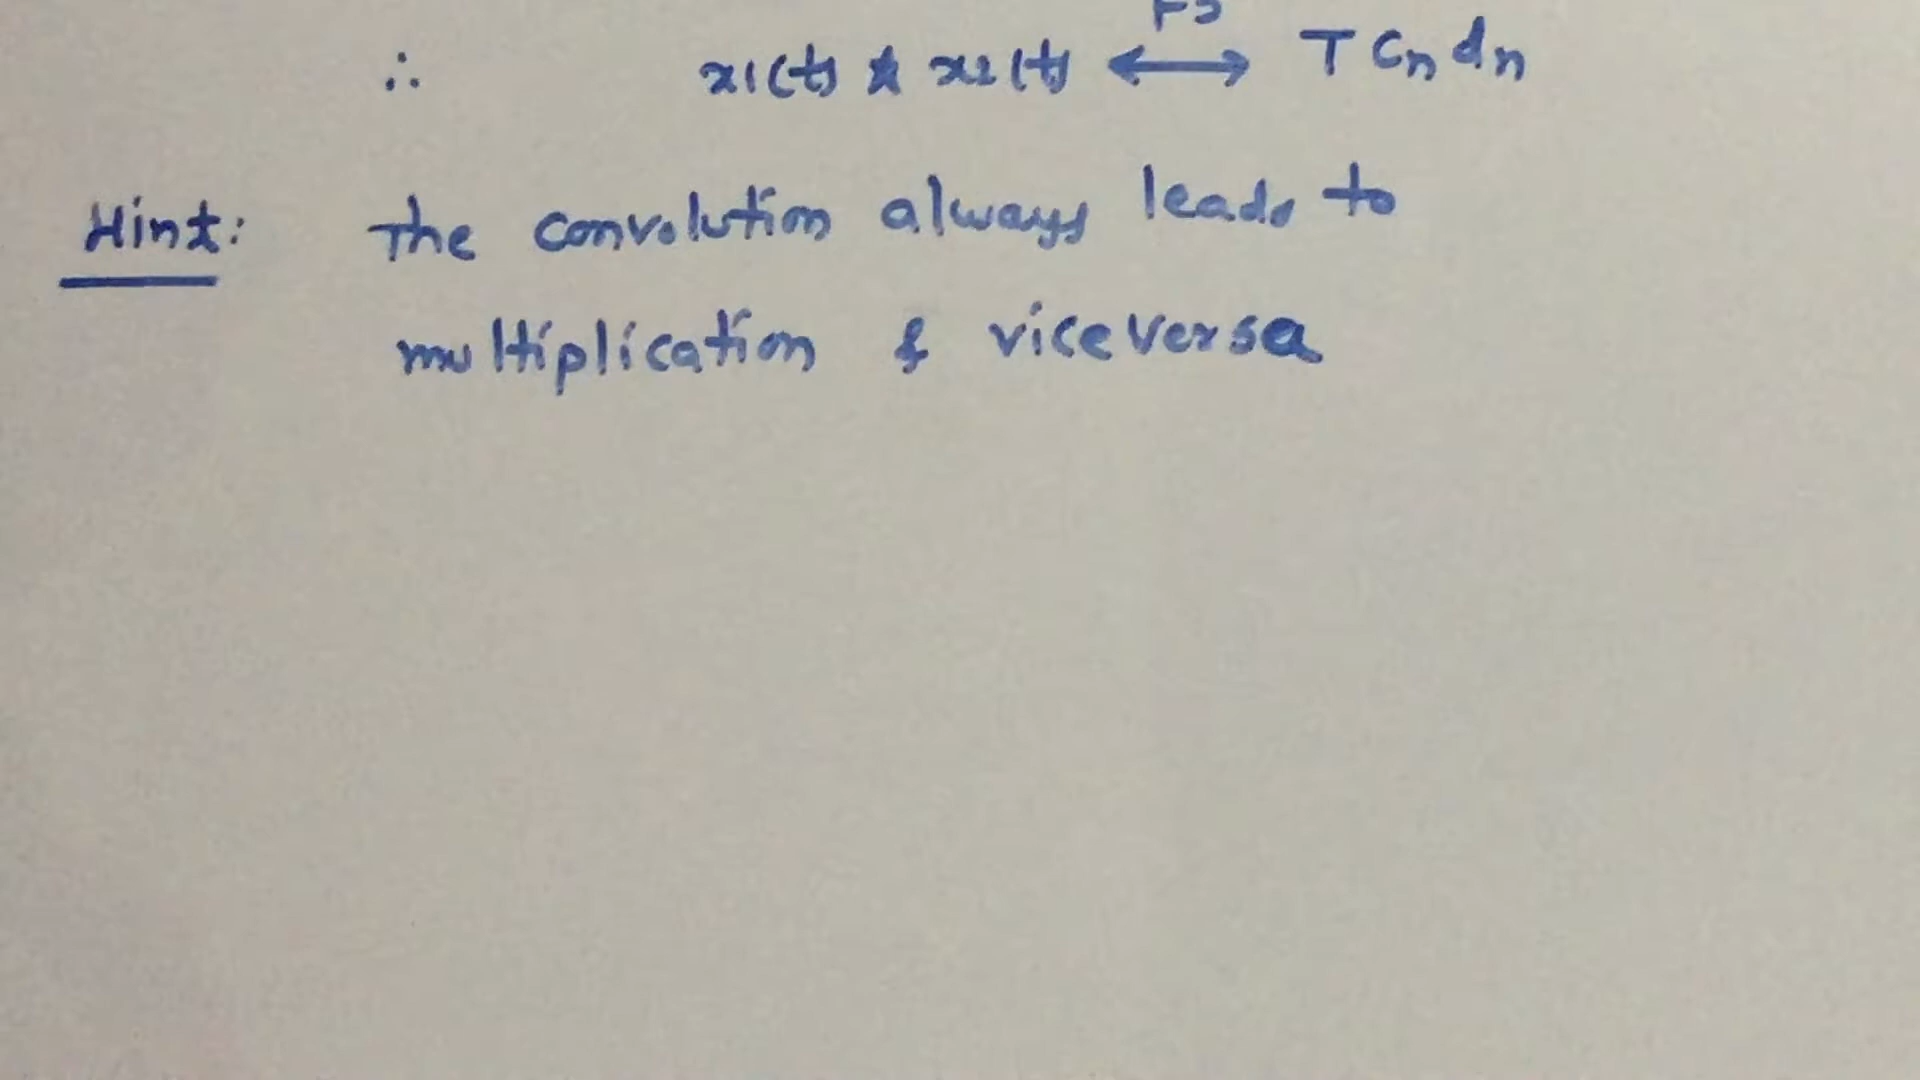 ∴ x1(t) * x2(t) ⟷ T Cn dn
Hint: The convolution always leads to
multiplication & viceversa